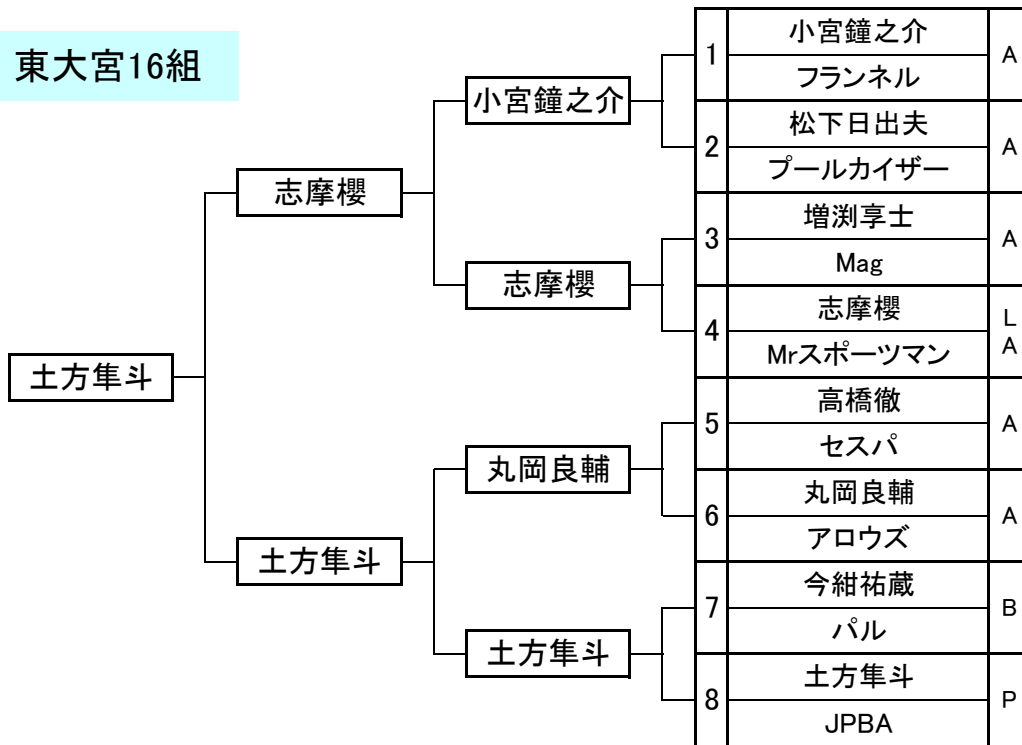 東大宮16組
土方隼斗
志摩櫻
土方隼斗
小宮鐘之介
志摩櫻
丸岡良輔
土方隼斗
1
小宮鐘之介
フランネル
A
2
松下日出夫
プールカイザー
A
3
増渕享士
Mag
A
4
志摩櫻
Mrスポーツマン
L
A
5
高橋徹
セスパ
A
6
丸岡良輔
アロウズ
A
7
今紺祐蔵
パル
B
8
土方隼斗
JPBA
P